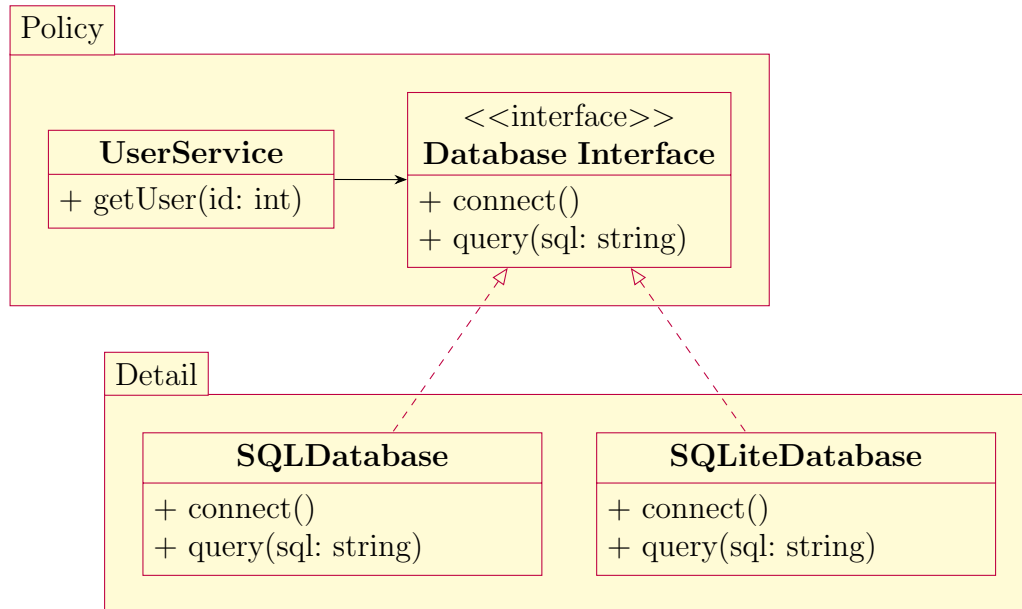 Policy
UserService
+ getUser(id: int)
<<interface>>
Database Interface
+ connect()
+ query(sql: string)
Detail
SQLDatabase
+ connect()
+ query(sql: string)
SQLiteDatabase
+ connect()
+ query(sql: string)